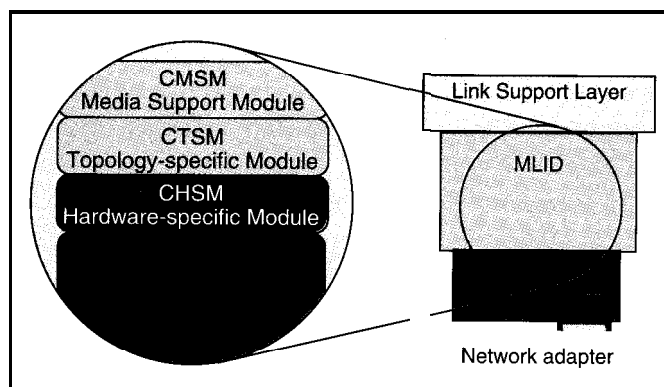 CMSM
Media Support Module
CTSM
Topology-specific Module
CHSM
Hardware-specific Module
Link Support Layer
MLID
Network adapter